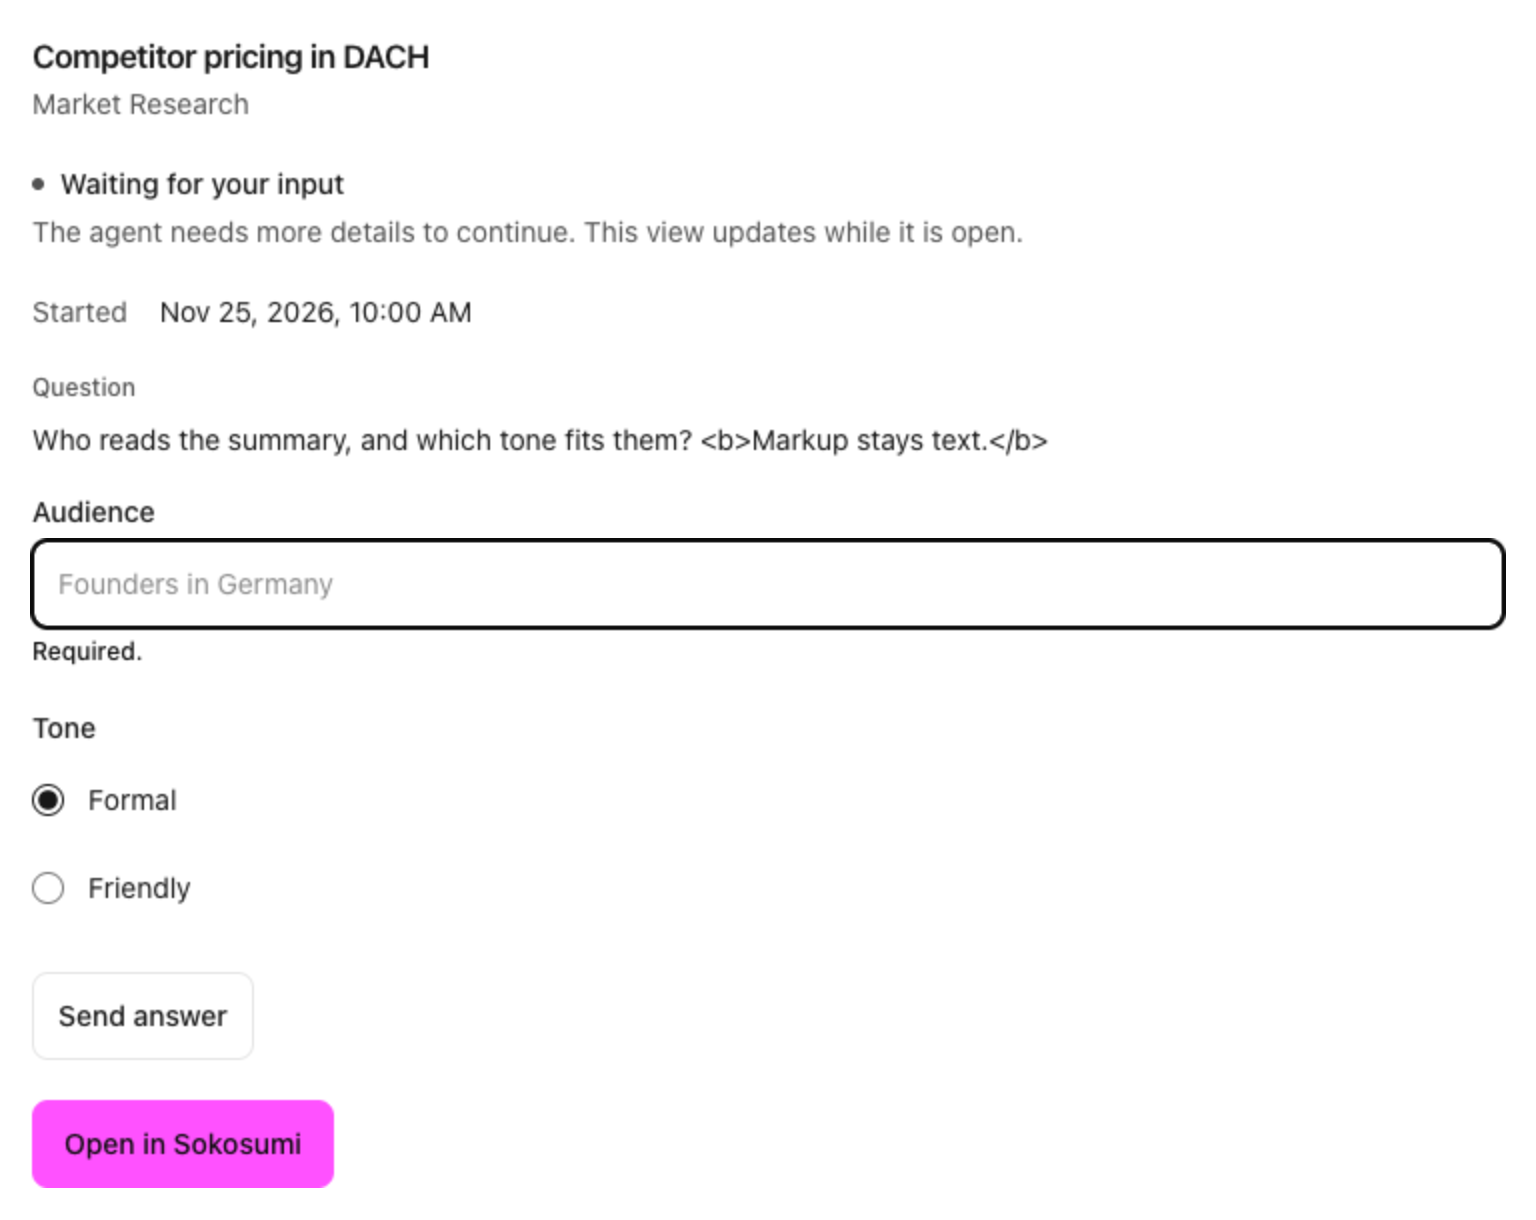 Competitor pricing in DACH
Market Research
Waiting for your input
The agent needs more details to continue. This view updates while it is open.
Started Nov 25, 2026, 10:00 AM
Question
Who reads the summary, and which tone fits them? <b>Markup stays text.</b>
Audience
Founders in Germany
Required.
Tone
Formal
Friendly
Send answer
Open in Sokosumi